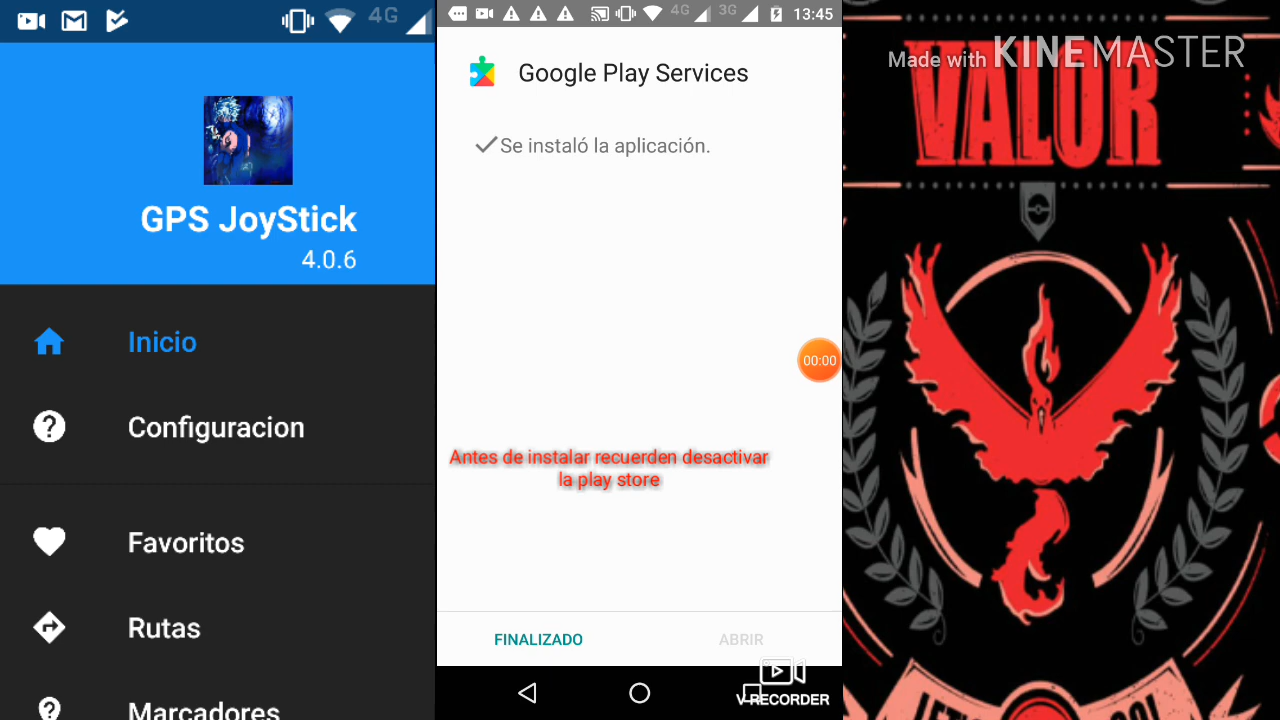 4G
GPS JoyStick
4.0.6
Inicio
Configuracion
Favoritos
Rutas
Marcadores
4G
3G
13:45
Google Play Services
Se instaló la aplicación.
00:00
Antes de instalar recuerden desactivar
la play store
FINALIZADO
ABRIR
V RECORDER
Made with KINEMASTER
VALOR